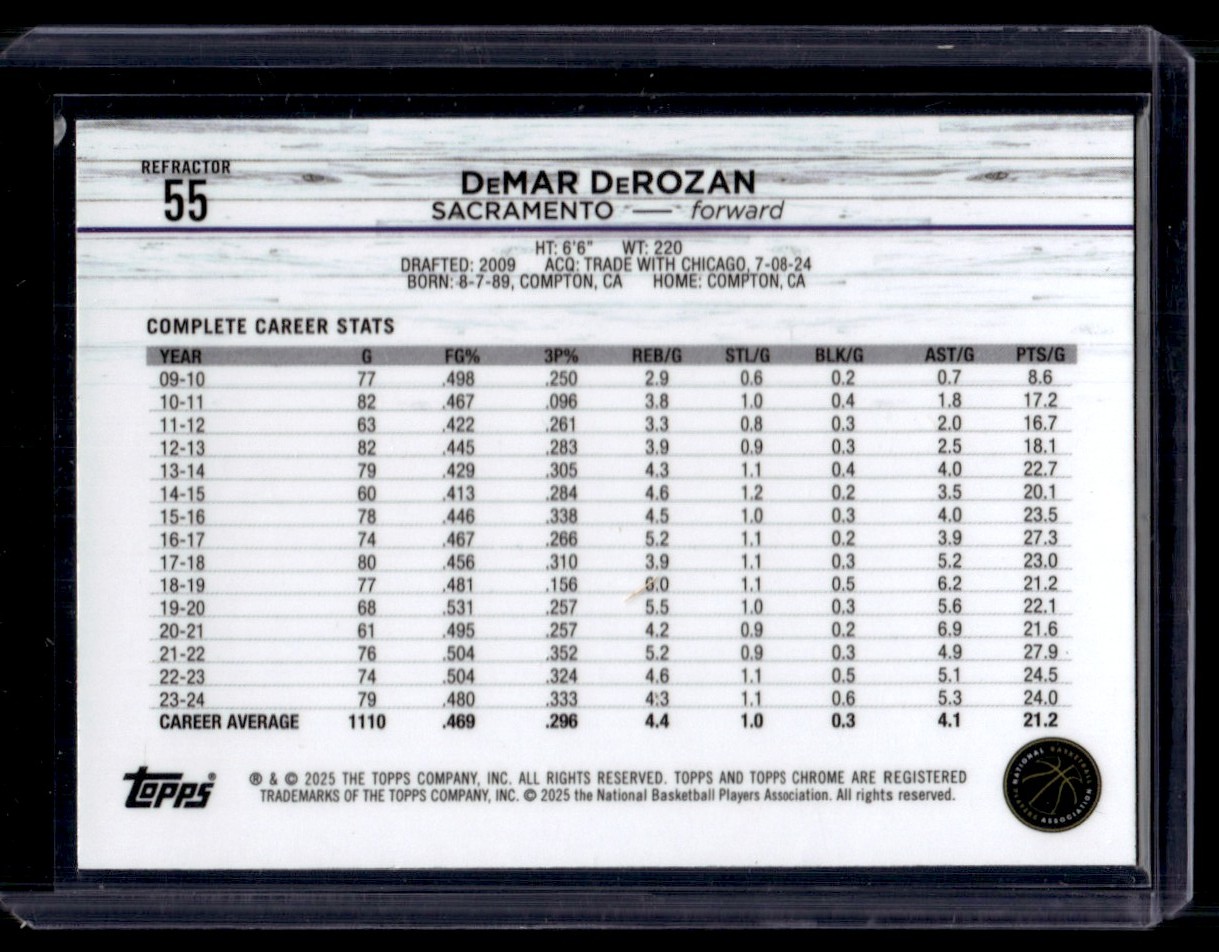 REFRACTOR
55
DeMAR DeROZAN
SACRAMENTO — forward
HT: 6'6" WT: 220
DRAFTED: 2009 ACQ: TRADE WITH CHICAGO, 7-08-24
BORN: 8-7-89, COMPTON, CA HOME: COMPTON, CA
COMPLETE CAREER STATS
YEAR G FG% 3P% REB/G STL/G BLK/G AST/G PTS/G
09-10 77 .498 .250 2.9 0.6 0.2 0.7 8.6
10-11 82 .467 .096 3.8 1.0 0.4 1.8 17.2
11-12 63 .422 .261 3.3 0.8 0.3 2.0 16.7
12-13 82 .445 .283 3.9 0.9 0.3 2.5 18.1
13-14 79 .429 .305 4.3 1.1 0.4 4.0 22.7
14-15 60 .413 .284 4.6 1.2 0.2 3.5 20.1
15-16 78 .446 .338 4.5 1.0 0.3 4.0 23.5
16-17 74 .467 .266 5.2 1.1 0.2 3.9 27.3
17-18 80 .456 .310 3.9 1.1 0.3 5.2 23.0
18-19 77 .481 .156 6.0 1.1 0.5 6.2 21.2
19-20 68 .531 .257 5.5 1.0 0.3 5.6 22.1
20-21 61 .495 .257 4.2 0.9 0.2 6.9 21.6
21-22 76 .504 .352 5.2 0.9 0.3 4.9 27.9
22-23 74 .504 .324 4.6 1.1 0.5 5.1 24.5
23-24 79 .480 .333 4.3 1.1 0.6 5.3 24.0
CAREER AVERAGE 1110 .469 .296 4.4 1.0 0.3 4.1 21.2
Topps®
® & © 2025 THE TOPPS COMPANY, INC. ALL RIGHTS RESERVED. TOPPS AND TOPPS CHROME ARE REGISTERED
TRADEMARKS OF THE TOPPS COMPANY, INC. © 2025 the National Basketball Players Association. All rights reserved.
NATIONAL BASKETBALL
PLAYERS ASSOCIATION